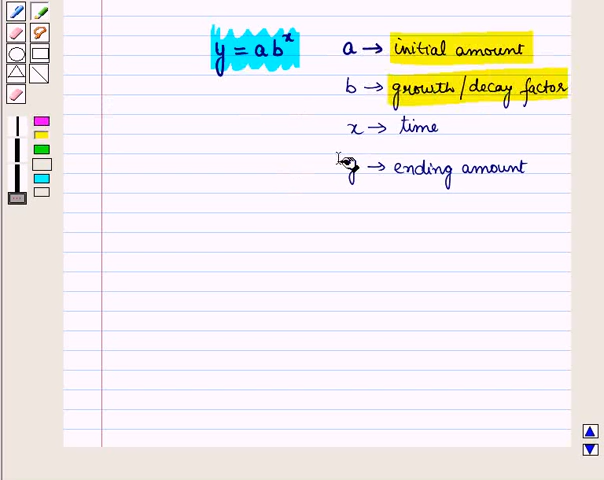 y = ab^x
a → initial amount
b → growth/decay factor
x → time
y → ending amount